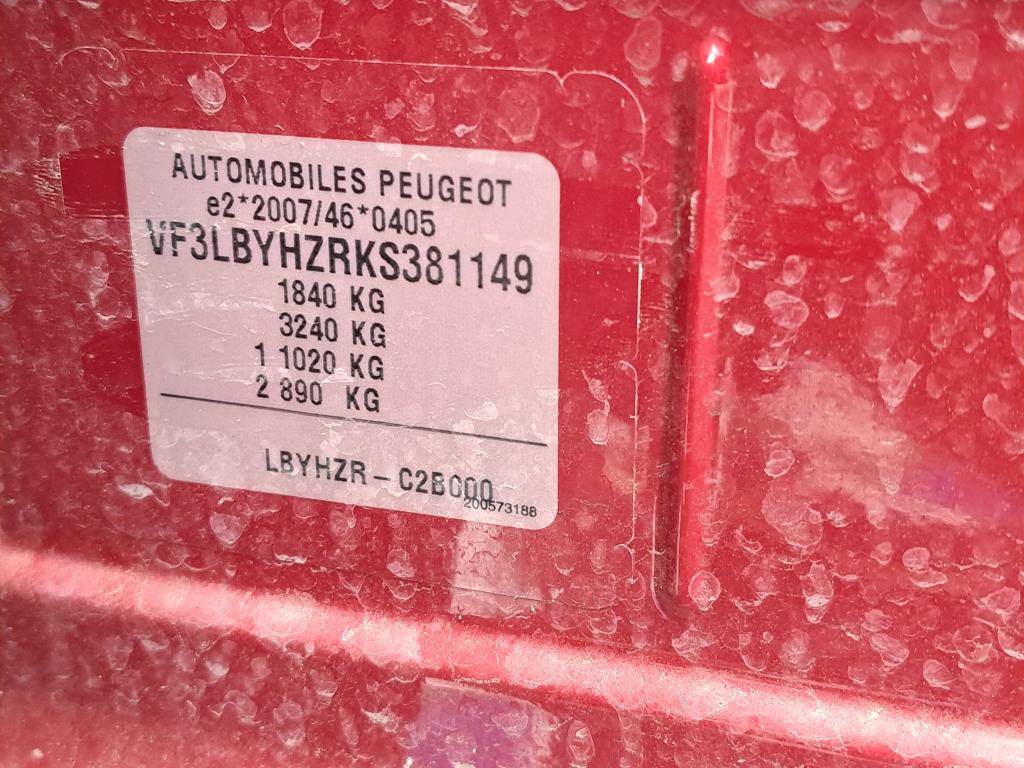 AUTOMOBILES PEUGEOT
e2*2007/46*0405
VF3LBYHZRKS381149
1840 KG
3240 KG
1 1020 KG
2 890 KG
LBYHZR - C2B000
200573188